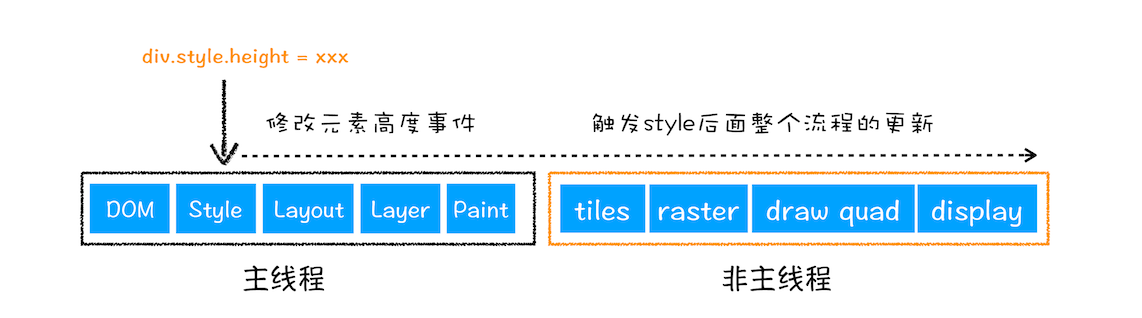 div.style.height = xxx
修改元素高度事件
触发style后面整个流程的更新
DOM
Style
Layout
Layer
Paint
tiles
raster
draw quad
display
主线程
非主线程